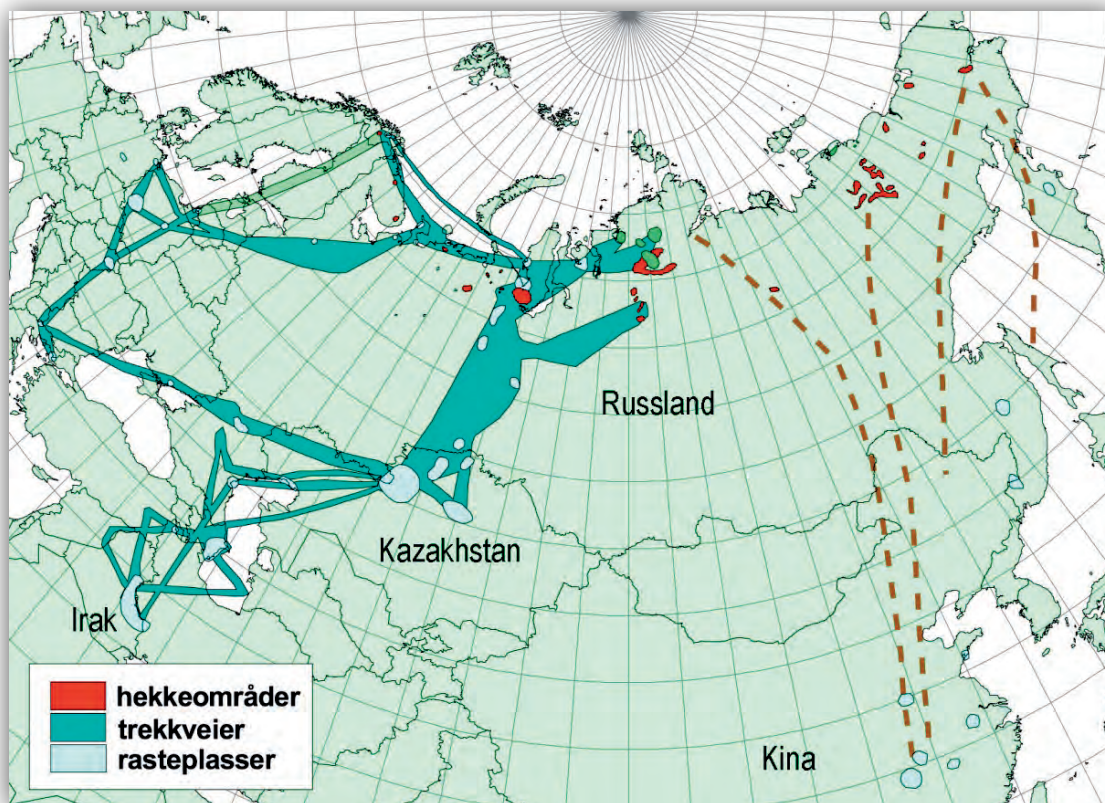 Russland
Kazakhstan
Irak
Kina
hekkeområder
trekkveier
rasteplasser